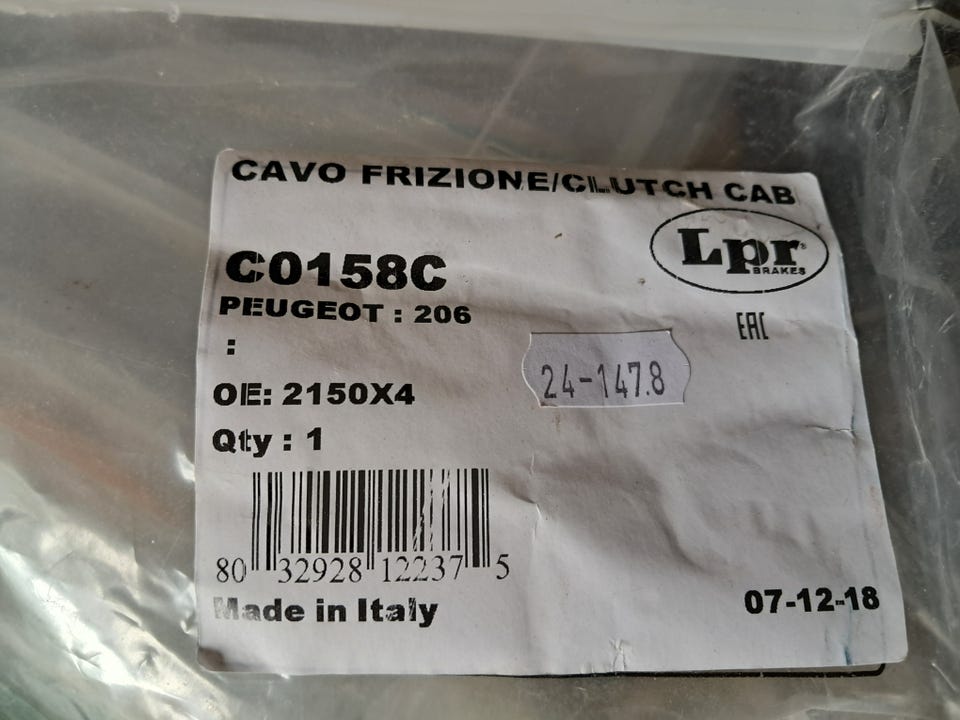 CAVO FRIZIONE/CLUTCH CAB
Lpr
BRAKES
C0158C
PEUGEOT : 206
:
EAC
24-147.8
OE: 2150X4
Qty : 1
80 32928 12237 5
Made in Italy
07-12-18